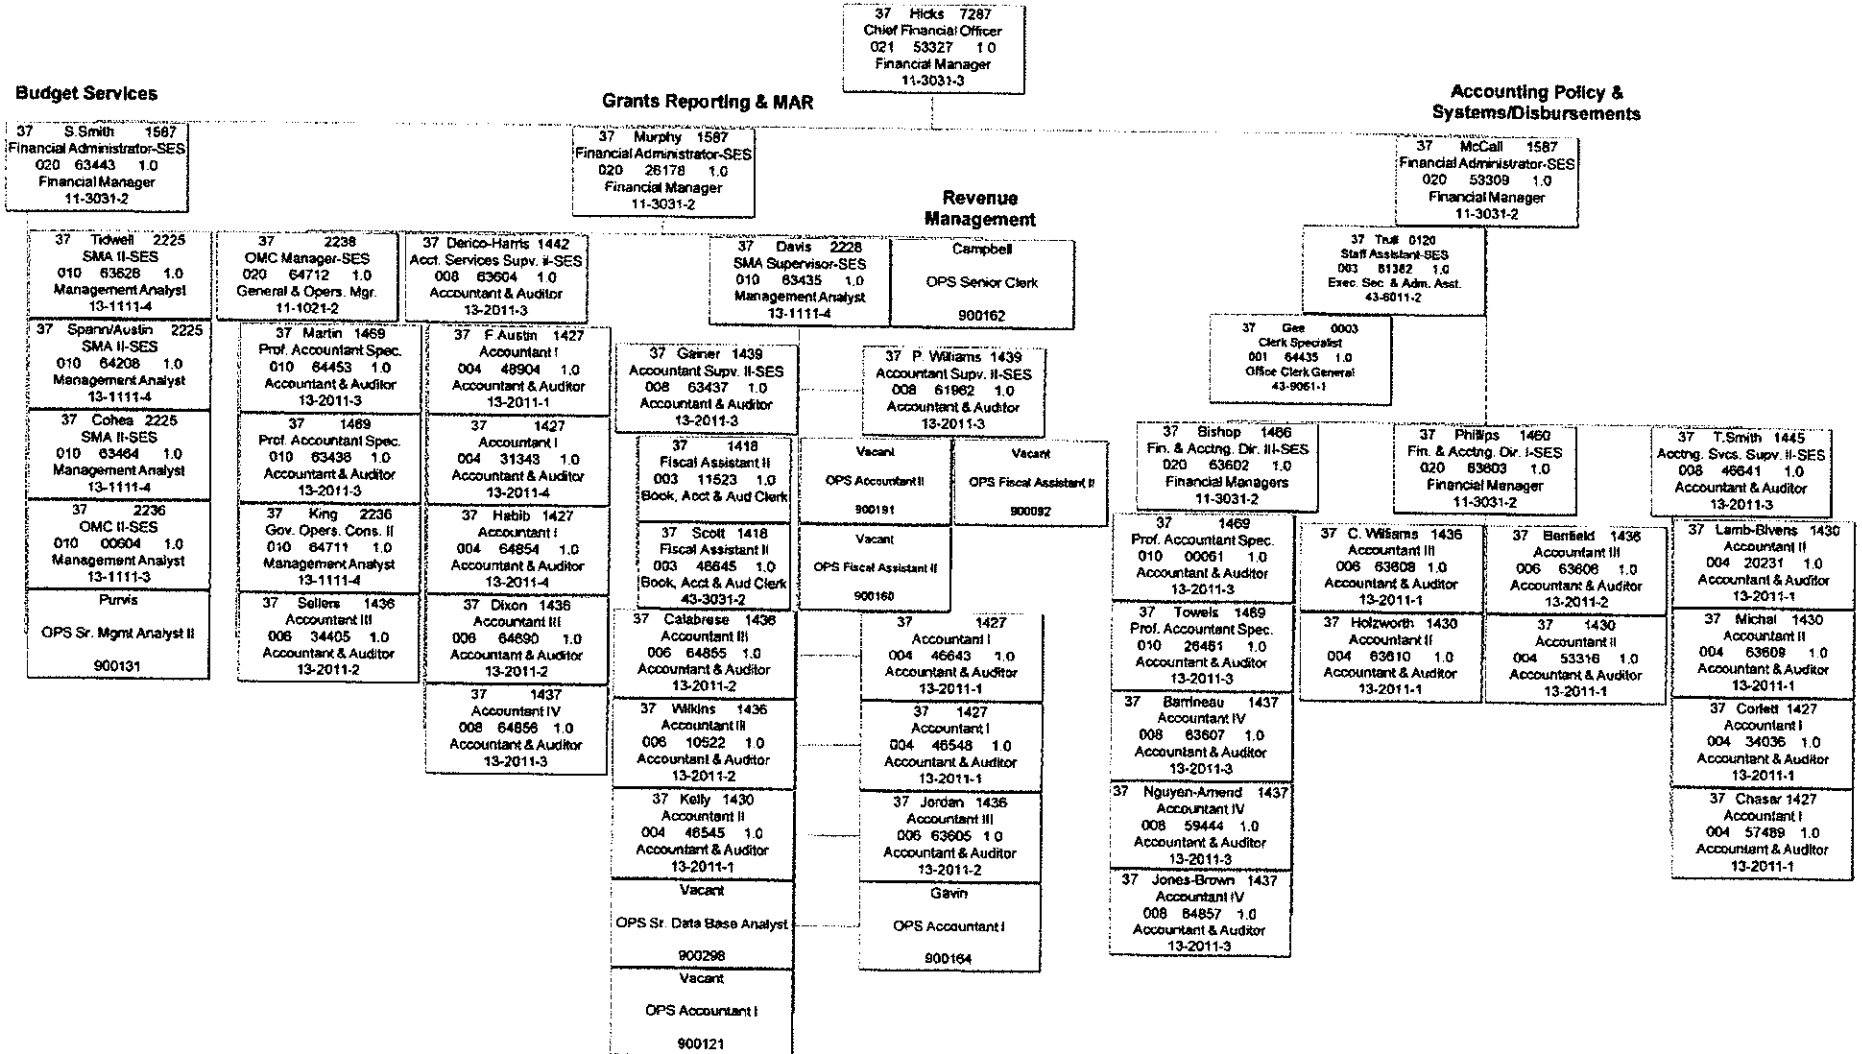 37 Hicks 7287
Chief Financial Officer
021 53327 1.0
Financial Manager
11-3031-3
Budget Services
Grants Reporting & MAR
Accounting Policy &
Systems/Disbursements
37 S.Smith 1587
Financial Administrator-SES
020 63443 1.0
Financial Manager
11-3031-2
37 Murphy 1587
Financial Administrator-SES
020 26178 1.0
Financial Manager
11-3031-2
37 McCall 1587
Financial Administrator-SES
020 53309 1.0
Financial Manager
11-3031-2
Revenue
Management
37 Tidwell 2225
SMA II-SES
010 63628 1.0
Management Analyst
13-1111-4
37 Spann/Austin 2225
SMA II-SES
010 64208 1.0
Management Analyst
13-1111-4
37 Cohea 2225
SMA II-SES
010 63464 1.0
Management Analyst
13-1111-4
37 2236
OMC II-SES
010 00604 1.0
Management Analyst
13-1111-3
Purvis
OPS Sr. Mgmt Analyst II
900131
37 2238
OMC Manager-SES
020 64712 1.0
General & Opers. Mgr.
11-1021-2
37 Martin 1469
Prof. Accountant Spec.
010 64453 1.0
Accountant & Auditor
13-2011-3
37 1469
Prof. Accountant Spec.
010 63436 1.0
Accountant & Auditor
13-2011-3
37 King 2236
Gov. Opers. Cons. II
010 64711 1.0
Management Analyst
13-1111-4
37 Sellers 1436
Accountant III
006 34405 1.0
Accountant & Auditor
13-2011-2
37 Derico-Harris 1442
Acct. Services Supv. II-SES
008 63604 1.0
Accountant & Auditor
13-2011-3
37 F.Austin 1427
Accountant I
004 48904 1.0
Accountant & Auditor
13-2011-1
37 1427
Accountant I
004 31343 1.0
Accountant & Auditor
13-2011-4
37 Habib 1427
Accountant I
004 64854 1.0
Accountant & Auditor
13-2011-4
37 Dixon 1436
Accountant III
006 64690 1.0
Accountant & Auditor
13-2011-2
37 1437
Accountant IV
008 64856 1.0
Accountant & Auditor
13-2011-3
37 Davis 2228
SMA Supervisor-SES
010 63435 1.0
Management Analyst
13-1111-4
Campbell
OPS Senior Clerk
900162
37 Gainer 1439
Accountant Supv. II-SES
008 63437 1.0
Accountant & Auditor
13-2011-3
37 P. Williams 1439
Accountant Supv. II-SES
008 61962 1.0
Accountant & Auditor
13-2011-3
37 1418
Fiscal Assistant II
003 11523 1.0
Book, Acct & Aud Clerk
37 Scott 1418
Fiscal Assistant II
003 46645 1.0
Book, Acct & Aud Clerk
43-3031-2
Vacant
OPS Accountant II
900191
Vacant
OPS Fiscal Assistant II
900092
Vacant
OPS Fiscal Assistant II
900160
37 Calabrese 1436
Accountant III
006 64855 1.0
Accountant & Auditor
13-2011-2
37 Wilkins 1436
Accountant III
006 10522 1.0
Accountant & Auditor
13-2011-2
37 Kelly 1430
Accountant II
004 46545 1.0
Accountant & Auditor
13-2011-1
Vacant
OPS Sr. Data Base Analyst
900298
Vacant
OPS Accountant I
900121
37 1427
Accountant I
004 46643 1.0
Accountant & Auditor
13-2011-1
37 1427
Accountant I
004 46548 1.0
Accountant & Auditor
13-2011-1
37 Jordan 1436
Accountant III
006 63605 1.0
Accountant & Auditor
13-2011-2
Gavin
OPS Accountant I
900164
37 0120
Staff Assistant-SES
003 61382 1.0
Exec. Sec. & Adm. Asst.
43-6011-2
37 Gee 0003
Clerk Specialist
001 64435 1.0
Office Clerk General
43-9061-1
37 Bishop 1466
Fin. & Acctng. Dir. III-SES
020 63602 1.0
Financial Managers
11-3031-2
37 Phillips 1460
Fin. & Acctng. Dir. I-SES
020 63603 1.0
Financial Manager
11-3031-2
37 T.Smith 1445
Acctng. Svcs. Supv. II-SES
008 46641 1.0
Accountant & Auditor
13-2011-3
37 1469
Prof. Accountant Spec.
010 00061 1.0
Accountant & Auditor
13-2011-3
37 Towels 1469
Prof. Accountant Spec.
010 26461 1.0
Accountant & Auditor
13-2011-3
37 Barrineau 1437
Accountant IV
008 63607 1.0
Accountant & Auditor
13-2011-3
37 Nguyen-Amend 1437
Accountant IV
008 59444 1.0
Accountant & Auditor
13-2011-3
37 Jones-Brown 1437
Accountant IV
008 64857 1.0
Accountant & Auditor
13-2011-3
37 C. Williams 1436
Accountant III
006 63608 1.0
Accountant & Auditor
13-2011-1
37 Holzworth 1430
Accountant II
004 63610 1.0
Accountant & Auditor
13-2011-1
37 Benfield 1436
Accountant III
006 63606 1.0
Accountant & Auditor
13-2011-2
37 1430
Accountant II
004 53316 1.0
Accountant & Auditor
13-2011-1
37 Lamb-Bivens 1430
Accountant II
004 20231 1.0
Accountant & Auditor
13-2011-1
37 Michal 1430
Accountant II
004 63609 1.0
Accountant & Auditor
13-2011-1
37 Corlett 1427
Accountant I
004 34036 1.0
Accountant & Auditor
13-2011-1
37 Chasar 1427
Accountant I
004 57489 1.0
Accountant & Auditor
13-2011-1